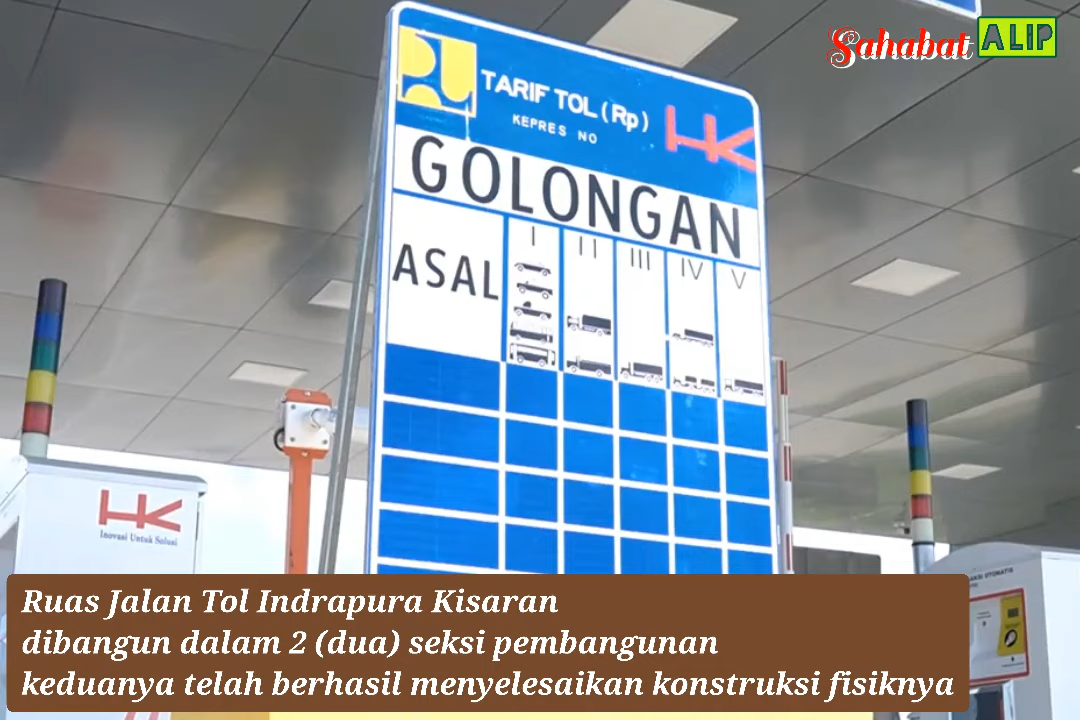 Sahabat ALIP
TARIF TOL (Rp)
KEPRES NO
HK
GOLONGAN
ASAL
I II III IV V
HK
Inovasi Untuk Solusi
Ruas Jalan Tol Indrapura Kisaran
dibangun dalam 2 (dua) seksi pembangunan
keduanya telah berhasil menyelesaikan konstruksi fisiknya